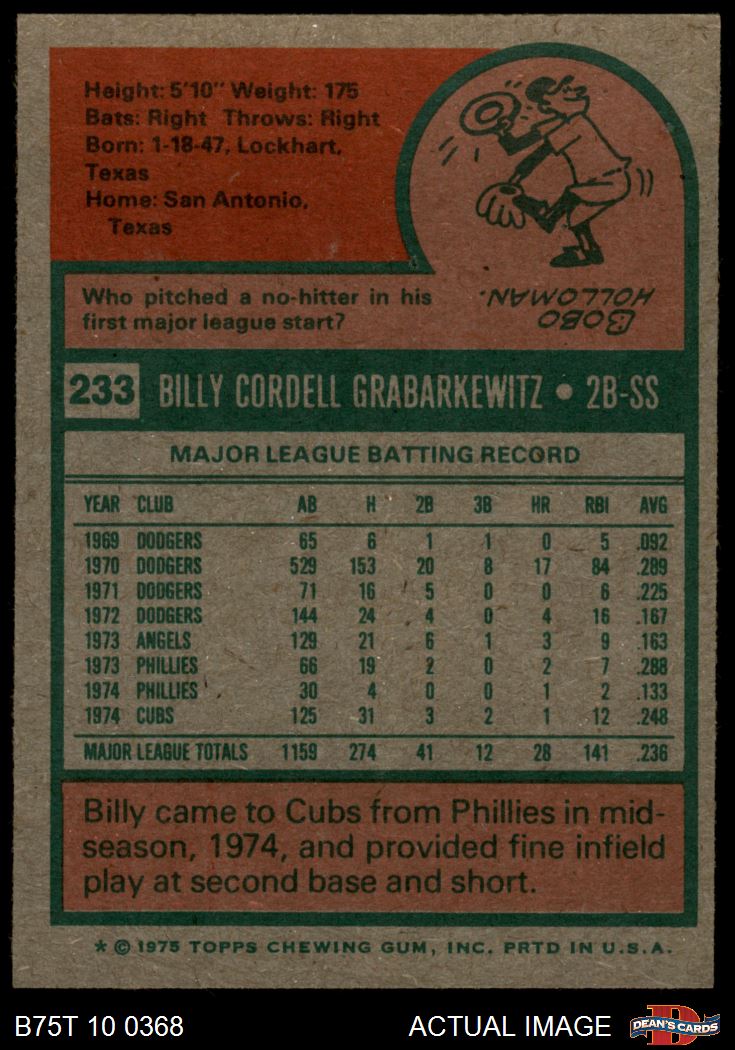 Height: 5'10" Weight: 175
Bats: Right Throws: Right
Born: 1-18-47, Lockhart,
Texas
Home: San Antonio,
Texas
Who pitched a no-hitter in his
first major league start?
BOBO
HOLLOMAN.
233 BILLY CORDELL GRABARKEWITZ • 2B-SS
MAJOR LEAGUE BATTING RECORD
YEAR CLUB AB H 2B 3B HR RBI AVG
1969 DODGERS 65 6 1 1 0 5 .092
1970 DODGERS 529 153 20 8 17 84 .289
1971 DODGERS 71 16 5 0 0 6 .225
1972 DODGERS 144 24 4 0 4 16 .167
1973 ANGELS 129 21 6 1 3 9 .163
1973 PHILLIES 66 19 2 0 2 7 .288
1974 PHILLIES 30 4 0 0 1 2 .133
1974 CUBS 125 31 3 2 1 12 .248
MAJOR LEAGUE TOTALS 1159 274 41 12 28 141 .236
Billy came to Cubs from Phillies in mid-
season, 1974, and provided fine infield
play at second base and short.
* © 1975 TOPPS CHEWING GUM, INC. PRTD IN U.S.A.
B75T 10 0368 ACTUAL IMAGE D DEAN'S CARDS